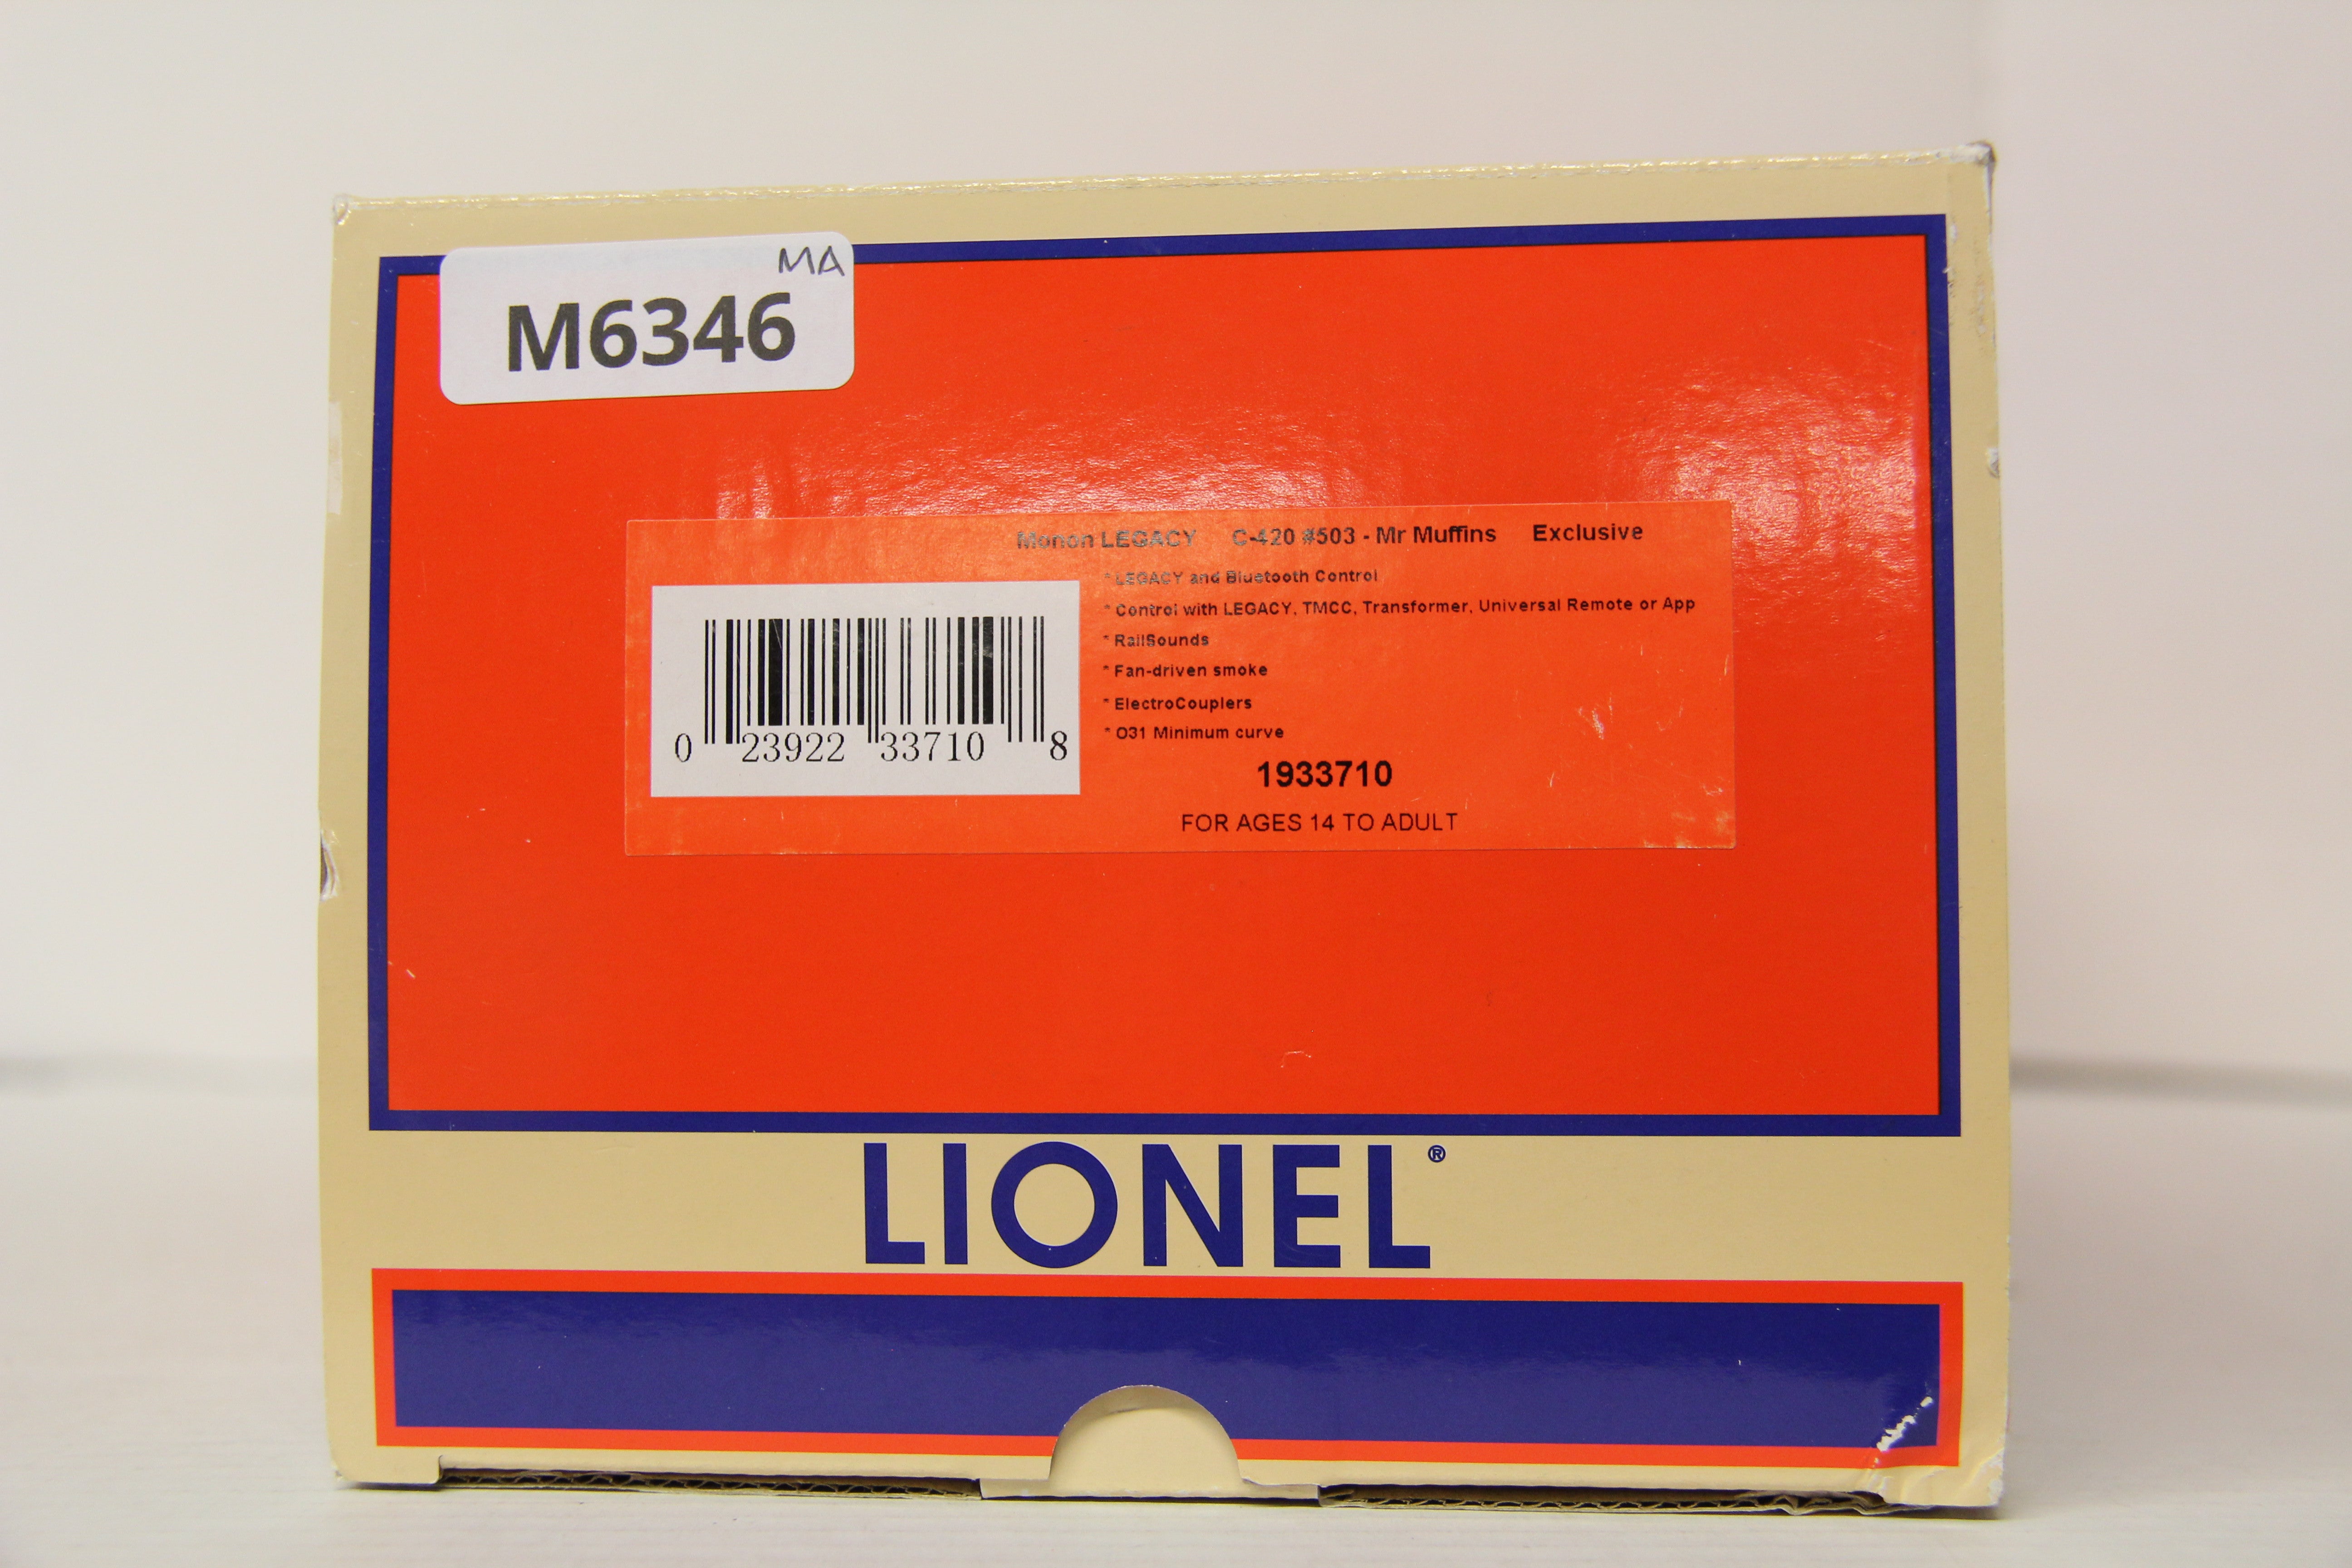 MA
M6346
Monon LEGACY C-420 #503 - Mr Muffins Exclusive
* LEGACY and Bluetooth Control
* Control with LEGACY, TMCC, Transformer, Universal Remote or App
* RailSounds
* Fan-driven smoke
* ElectroCouplers
* O31 Minimum curve
0 23922 33710 8
1933710
FOR AGES 14 TO ADULT
LIONEL®